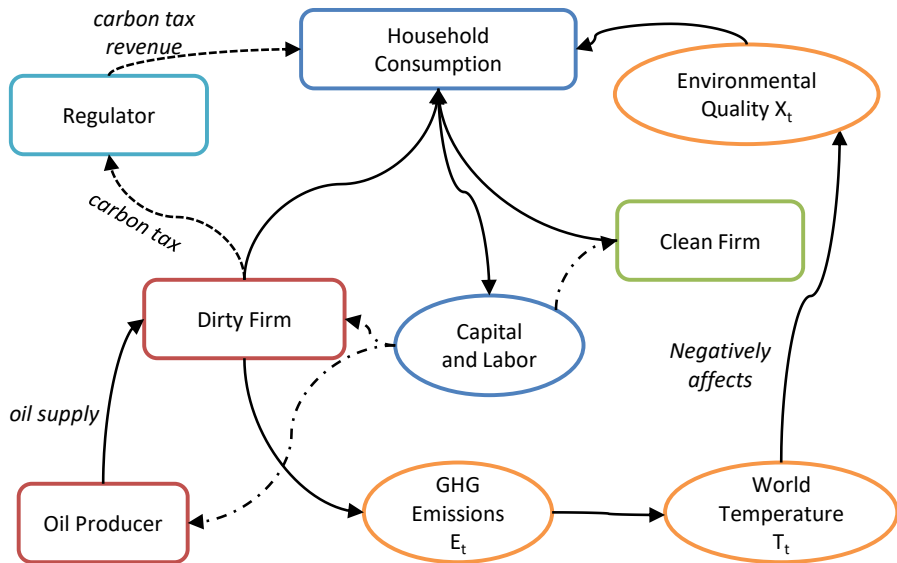 carbon tax
revenue
Household
Consumption
Environmental
Quality X_t
Regulator
carbon tax
Clean Firm
Dirty Firm
Capital
and Labor
Negatively
affects
oil supply
Oil Producer
GHG
Emissions
E_t
World
Temperature
T_t